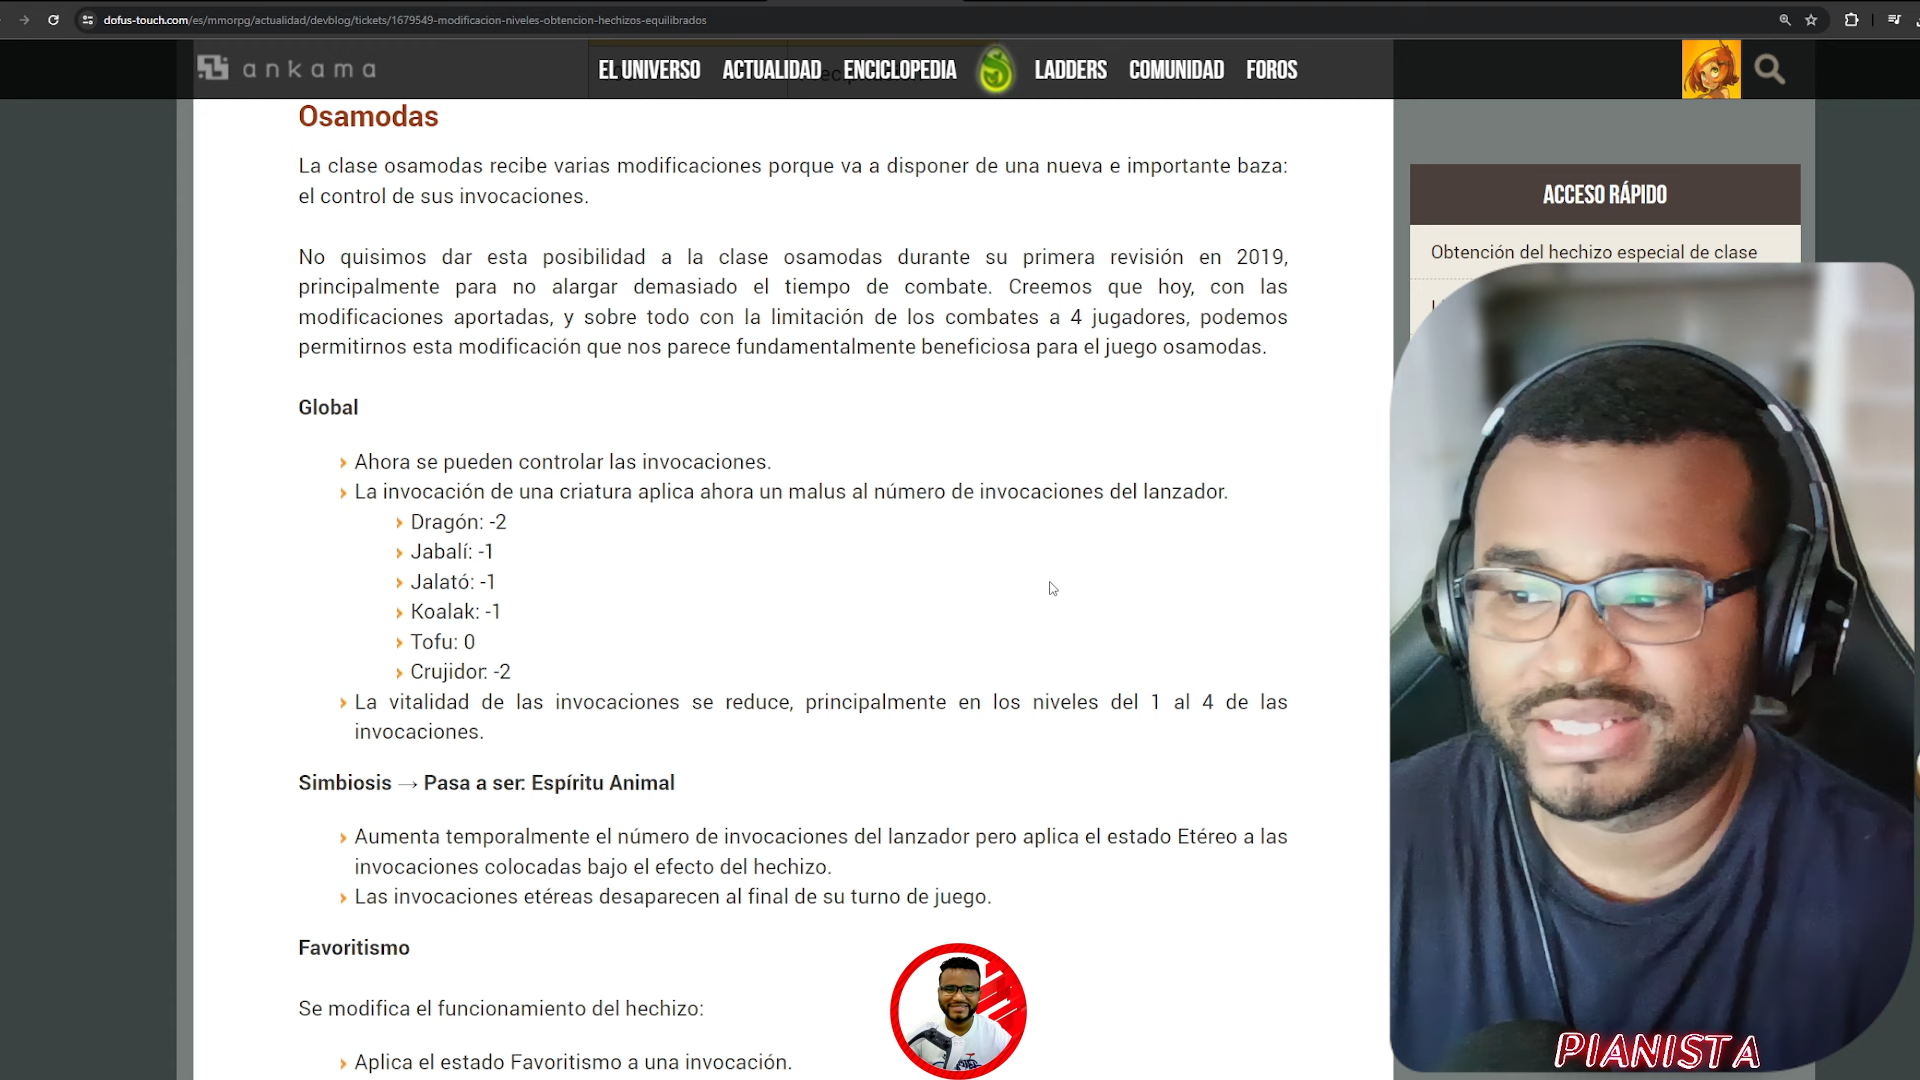 dofus-touch.com/es/mmorpg/actualidad/devblog/tickets/1679549-modificacion-niveles-obtencion-hechizos-equilibrados
ankama
EL UNIVERSO ACTUALIDAD ENCICLOPEDIA LADDERS COMUNIDAD FOROS
Osamodas
La clase osamodas recibe varias modificaciones porque va a disponer de una nueva e importante baza:
el control de sus invocaciones.
No quisimos dar esta posibilidad a la clase osamodas durante su primera revisión en 2019,
principalmente para no alargar demasiado el tiempo de combate. Creemos que hoy, con las
modificaciones aportadas, y sobre todo con la limitación de los combates a 4 jugadores, podemos
permitirnos esta modificación que nos parece fundamentalmente beneficiosa para el juego osamodas.
Global
Ahora se pueden controlar las invocaciones.
La invocación de una criatura aplica ahora un malus al número de invocaciones del lanzador.
Dragón: -2
Jabalí: -1
Jalató: -1
Koalak: -1
Tofu: 0
Crujidor: -2
La vitalidad de las invocaciones se reduce, principalmente en los niveles del 1 al 4 de las
invocaciones.
Simbiosis → Pasa a ser: Espíritu Animal
Aumenta temporalmente el número de invocaciones del lanzador pero aplica el estado Etéreo a las
invocaciones colocadas bajo el efecto del hechizo.
Las invocaciones etéreas desaparecen al final de su turno de juego.
Favoritismo
Se modifica el funcionamiento del hechizo:
Aplica el estado Favoritismo a una invocación.
ACCESO RÁPIDO
Obtención del hechizo especial de clase
PIANISTA